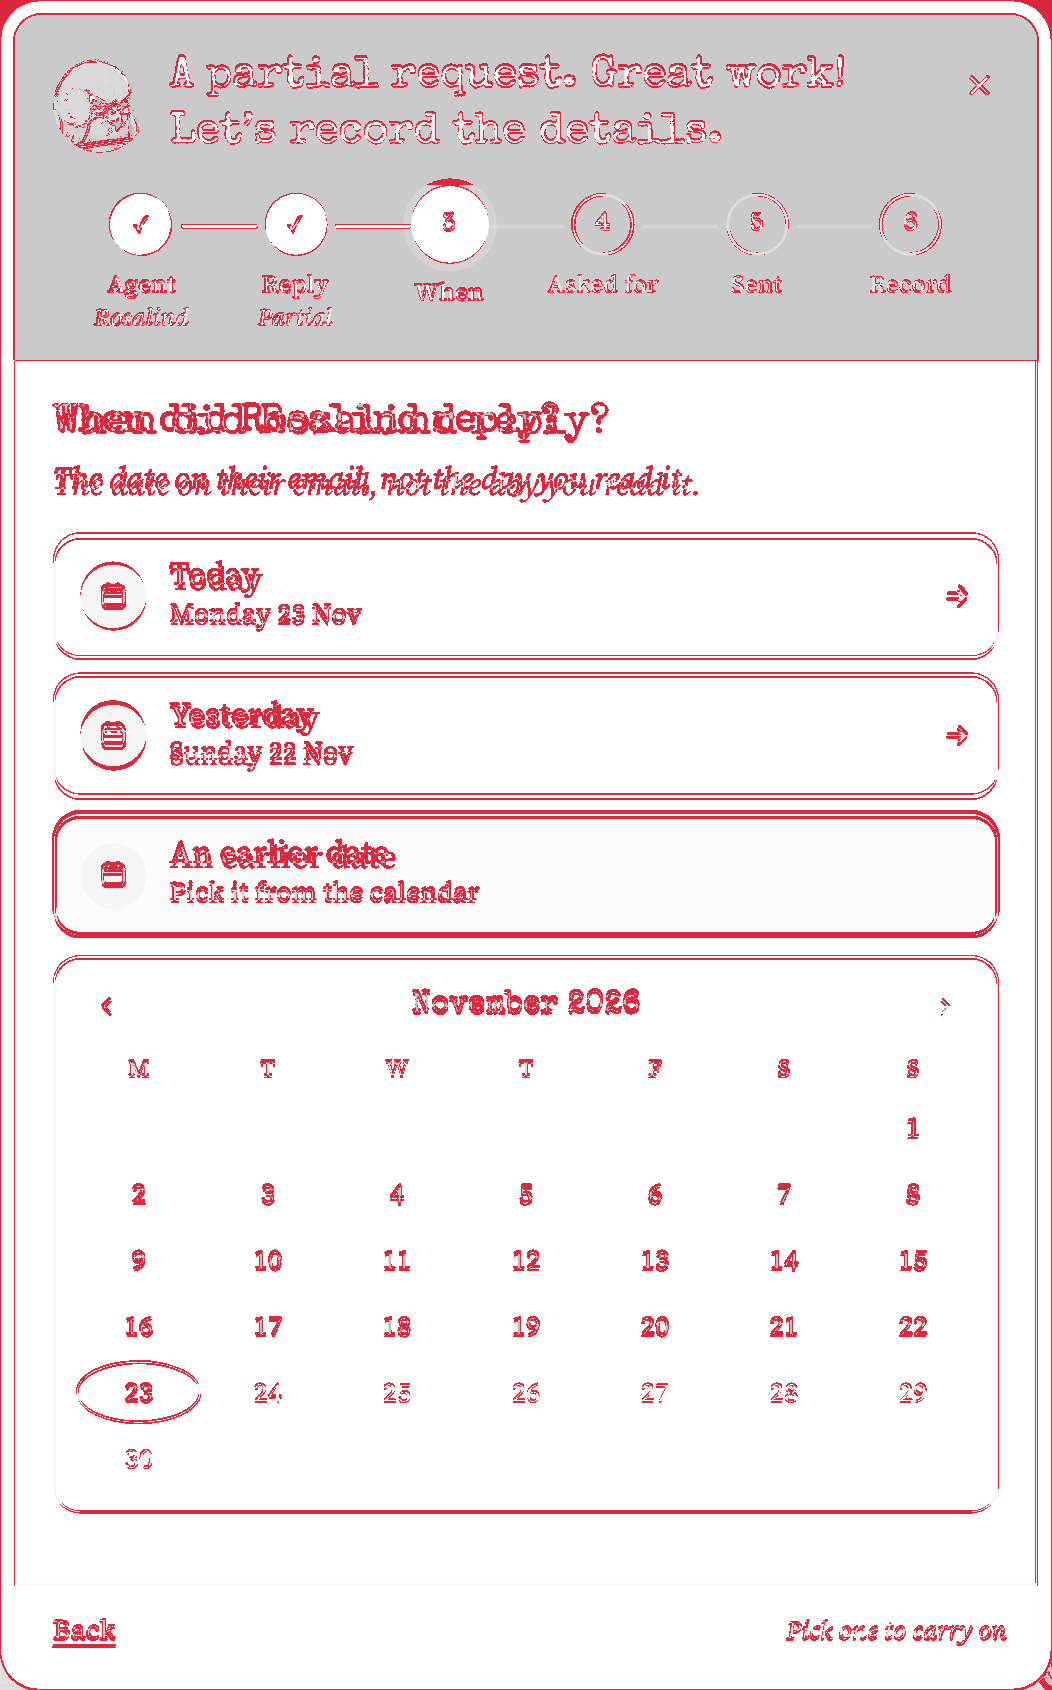 A partial request. Great work!
Let's record the details.
✓ ✓ 3 4 5 6
Agent Reply When Asked for Sent Record
Rosalind Partial
When did Rosalind reply?
The date on their email, not the day you read it.
Today
Monday 23 Nov
Yesterday
Sunday 22 Nov
An earlier date
Pick it from the calendar
November 2026
M T W T F S S
1
2 3 4 5 6 7 8
9 10 11 12 13 14 15
16 17 18 19 20 21 22
23 24 25 26 27 28 29
30
Back
Pick one to carry on